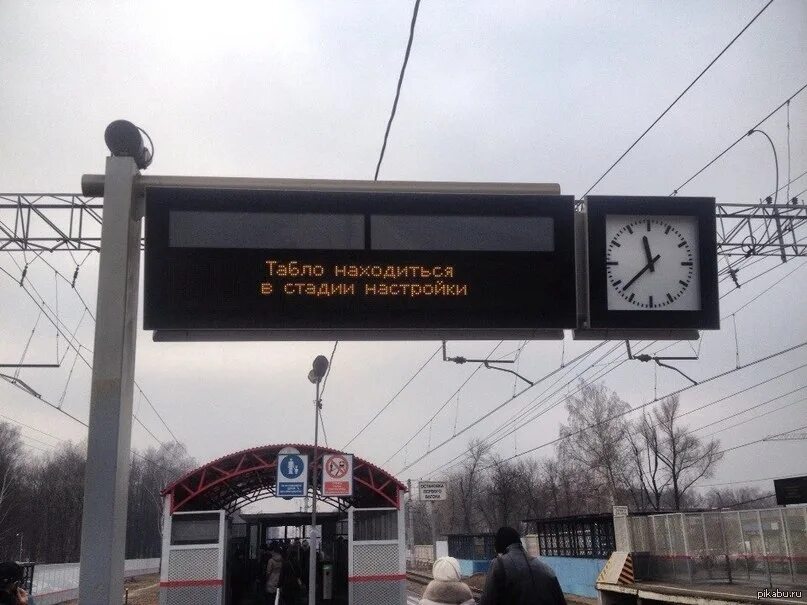 Табло находиться
в стадии настройки
ОСТАНОВКА
ПЕРВОГО
ВАГОНА
pikabu.ru